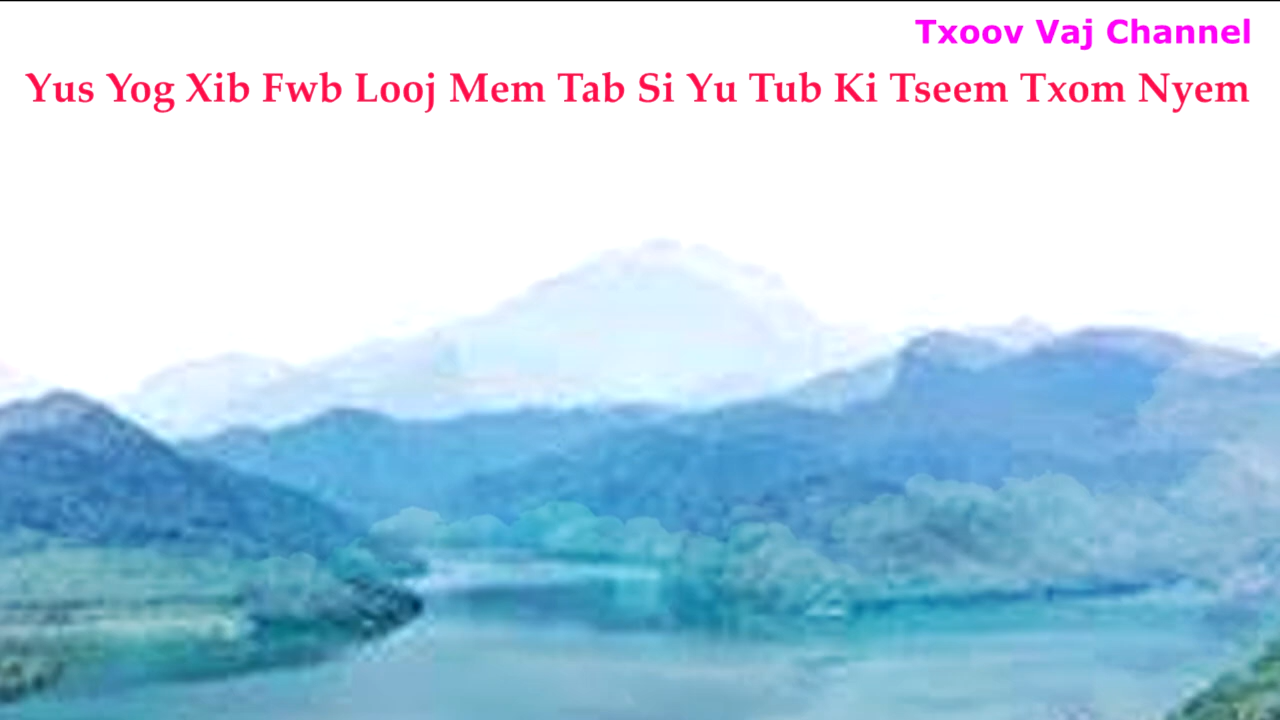 Txoov Vaj Channel
Yus Yog Xib Fwb Looj Mem Tab Si Yu Tub Ki Tseem Txom Nyem